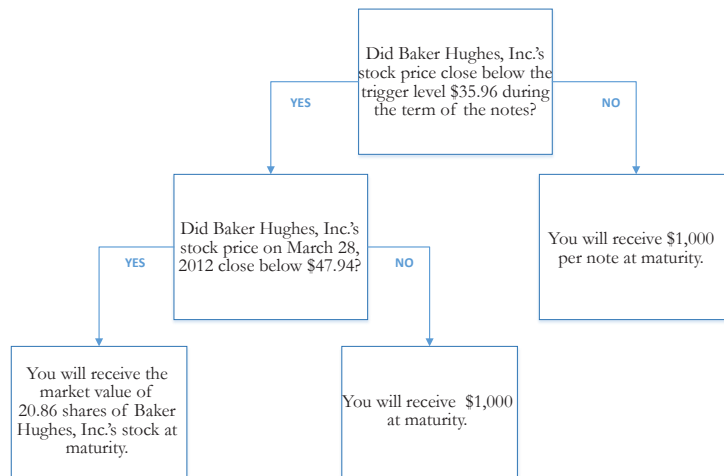 Did Baker Hughes, Inc.'s
stock price close below the
trigger level $35.96 during
the term of the notes?
YES
NO
Did Baker Hughes, Inc.'s
stock price on March 28,
2012 close below $47.94?
You will receive $1,000
per note at maturity.
YES
NO
You will receive the
market value of
20.86 shares of Baker
Hughes, Inc.'s stock at
maturity.
You will receive $1,000
at maturity.